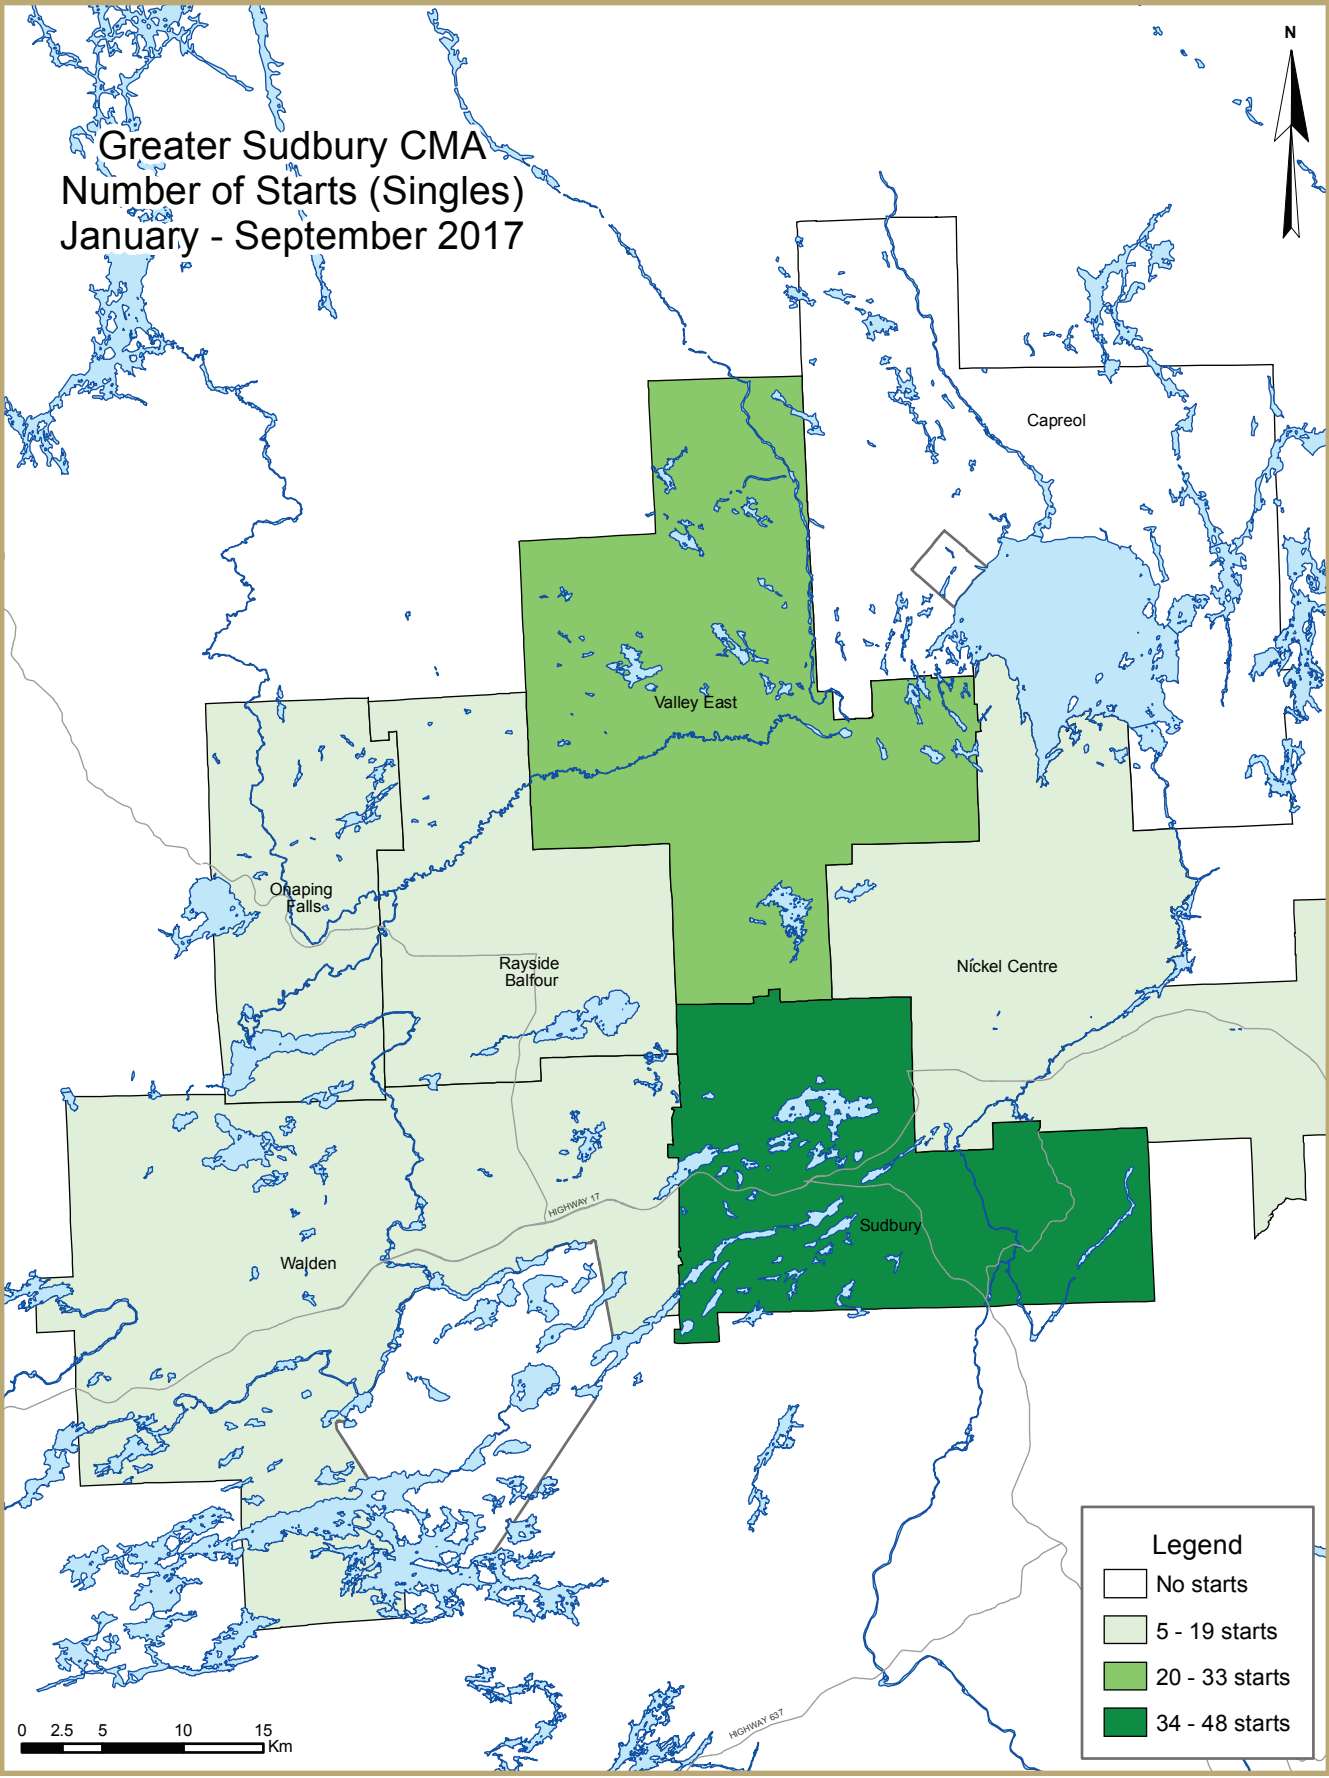 N
Greater Sudbury CMA
Number of Starts (Singles)
January - September 2017
Capreol
Valley East
Onaping
Falls
Rayside
Balfour
Nickel Centre
HIGHWAY 17
Sudbury
Walden
HIGHWAY 637
Legend
No starts
5 - 19 starts
20 - 33 starts
34 - 48 starts
0 2.5 5 10 15
Km